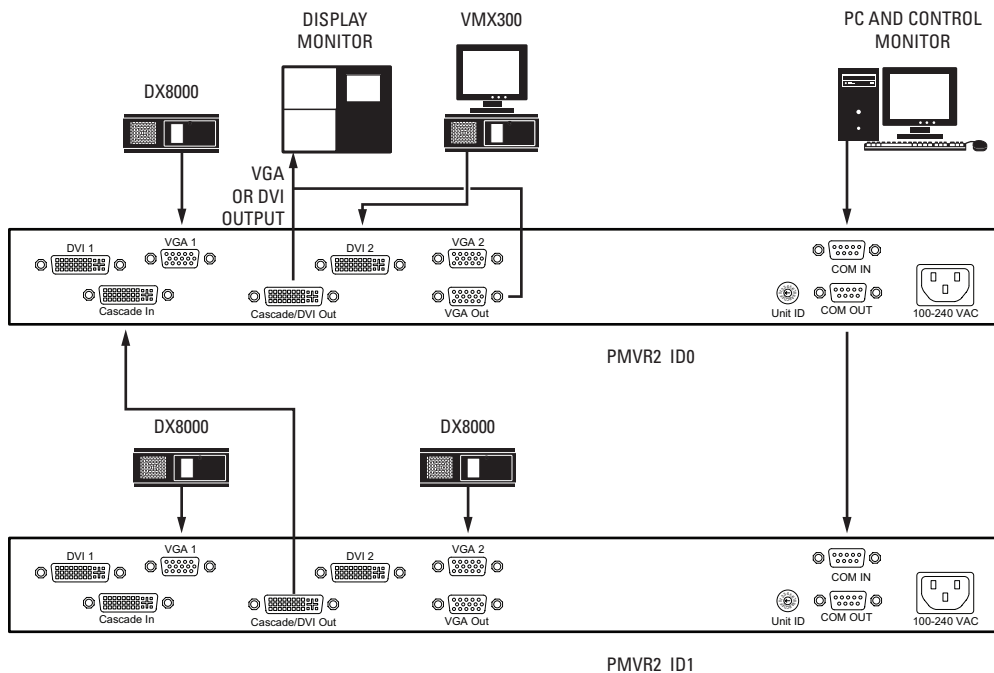 DISPLAY
MONITOR
VMX300
PC AND CONTROL
MONITOR
DX8000
VGA
OR DVI
OUTPUT
DVI 1
VGA 1
DVI 2
VGA 2
COM IN
Cascade In
Cascade/DVI Out
VGA Out
Unit ID
COM OUT
100-240 VAC
PMVR2 ID0
DX8000
DX8000
DVI 1
VGA 1
DVI 2
VGA 2
COM IN
Cascade In
Cascade/DVI Out
VGA Out
Unit ID
COM OUT
100-240 VAC
PMVR2 ID1